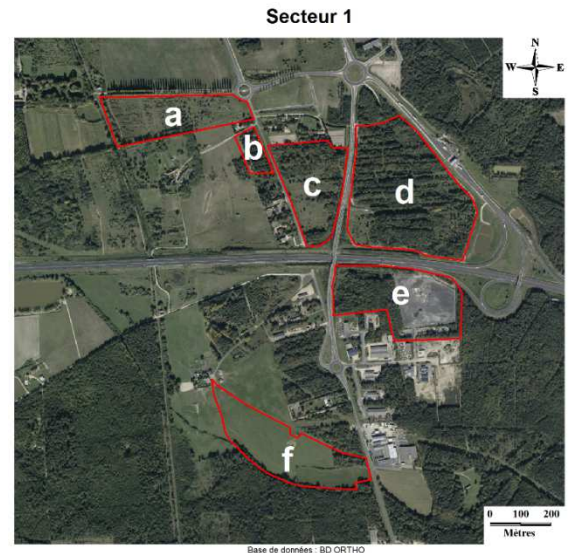 Secteur 1
N
W E
S
a
b
c
d
e
f
0 100 200
Mètres
Base de données : BD ORTHO